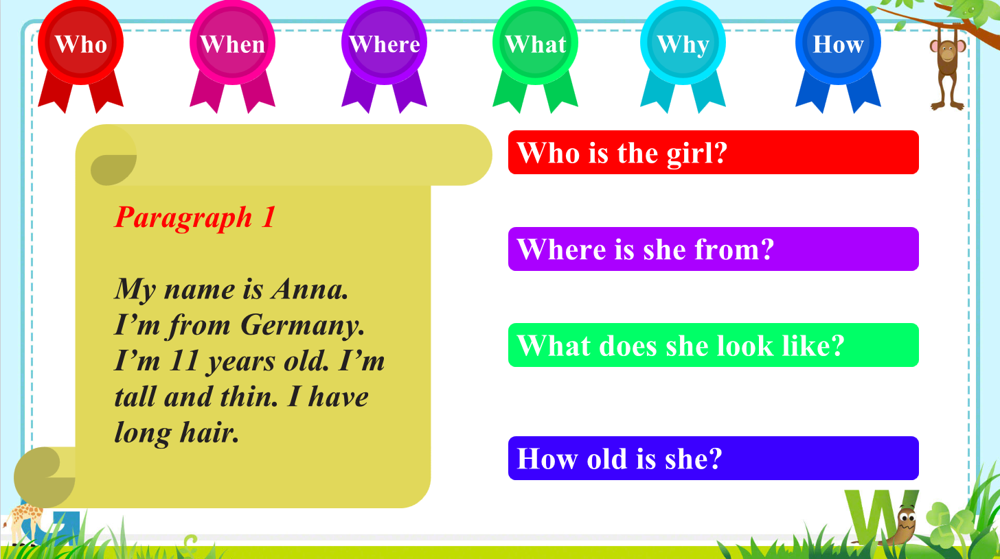 Who
When
Where
What
Why
How
Paragraph 1
My name is Anna.
I’m from Germany.
I’m 11 years old. I’m
tall and thin. I have
long hair.
Who is the girl?
Where is she from?
What does she look like?
How old is she?
W